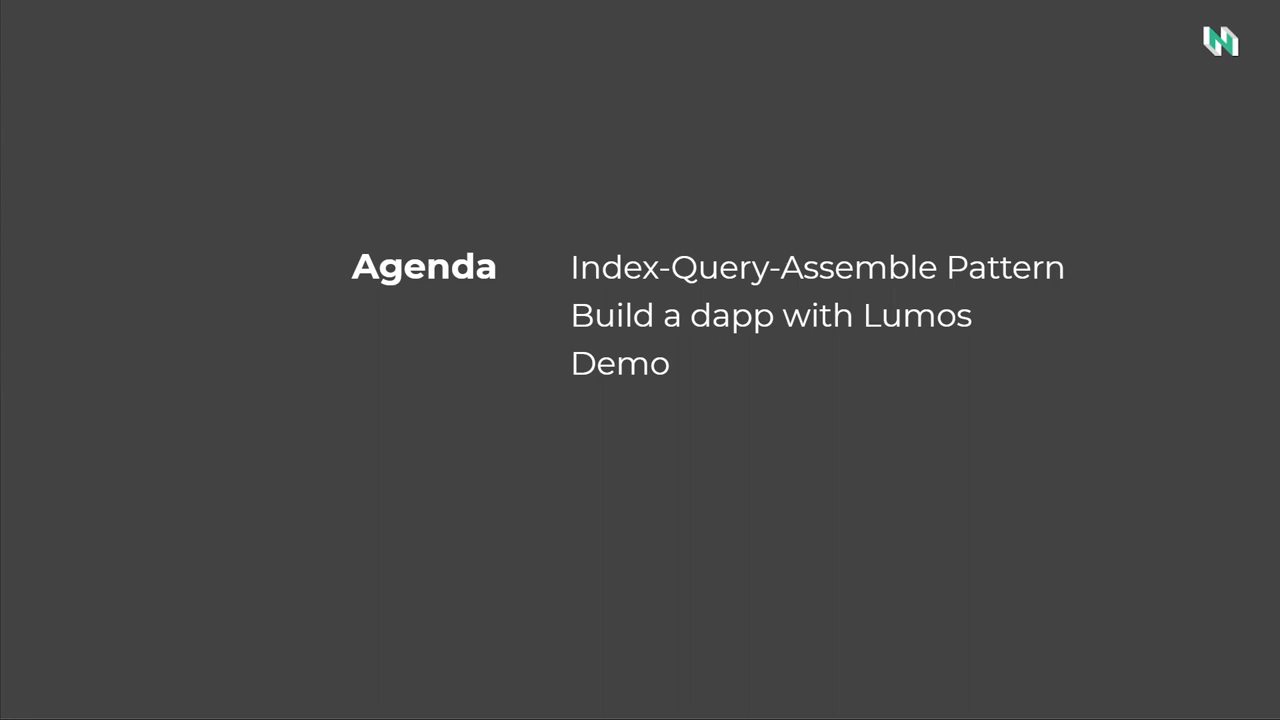 Agenda
Index-Query-Assemble Pattern
Build a dapp with Lumos
Demo